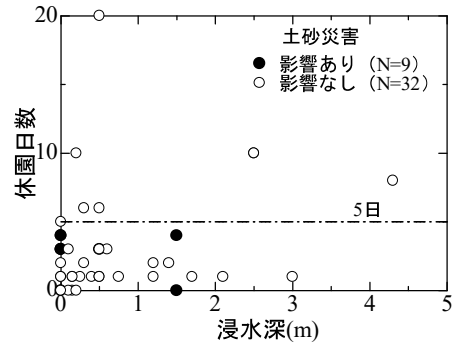 土砂災害
● 影響あり（N=9）
○ 影響なし（N=32）
20
10
0
休園日数
5日
0 1 2 3 4 5
浸水深(m)